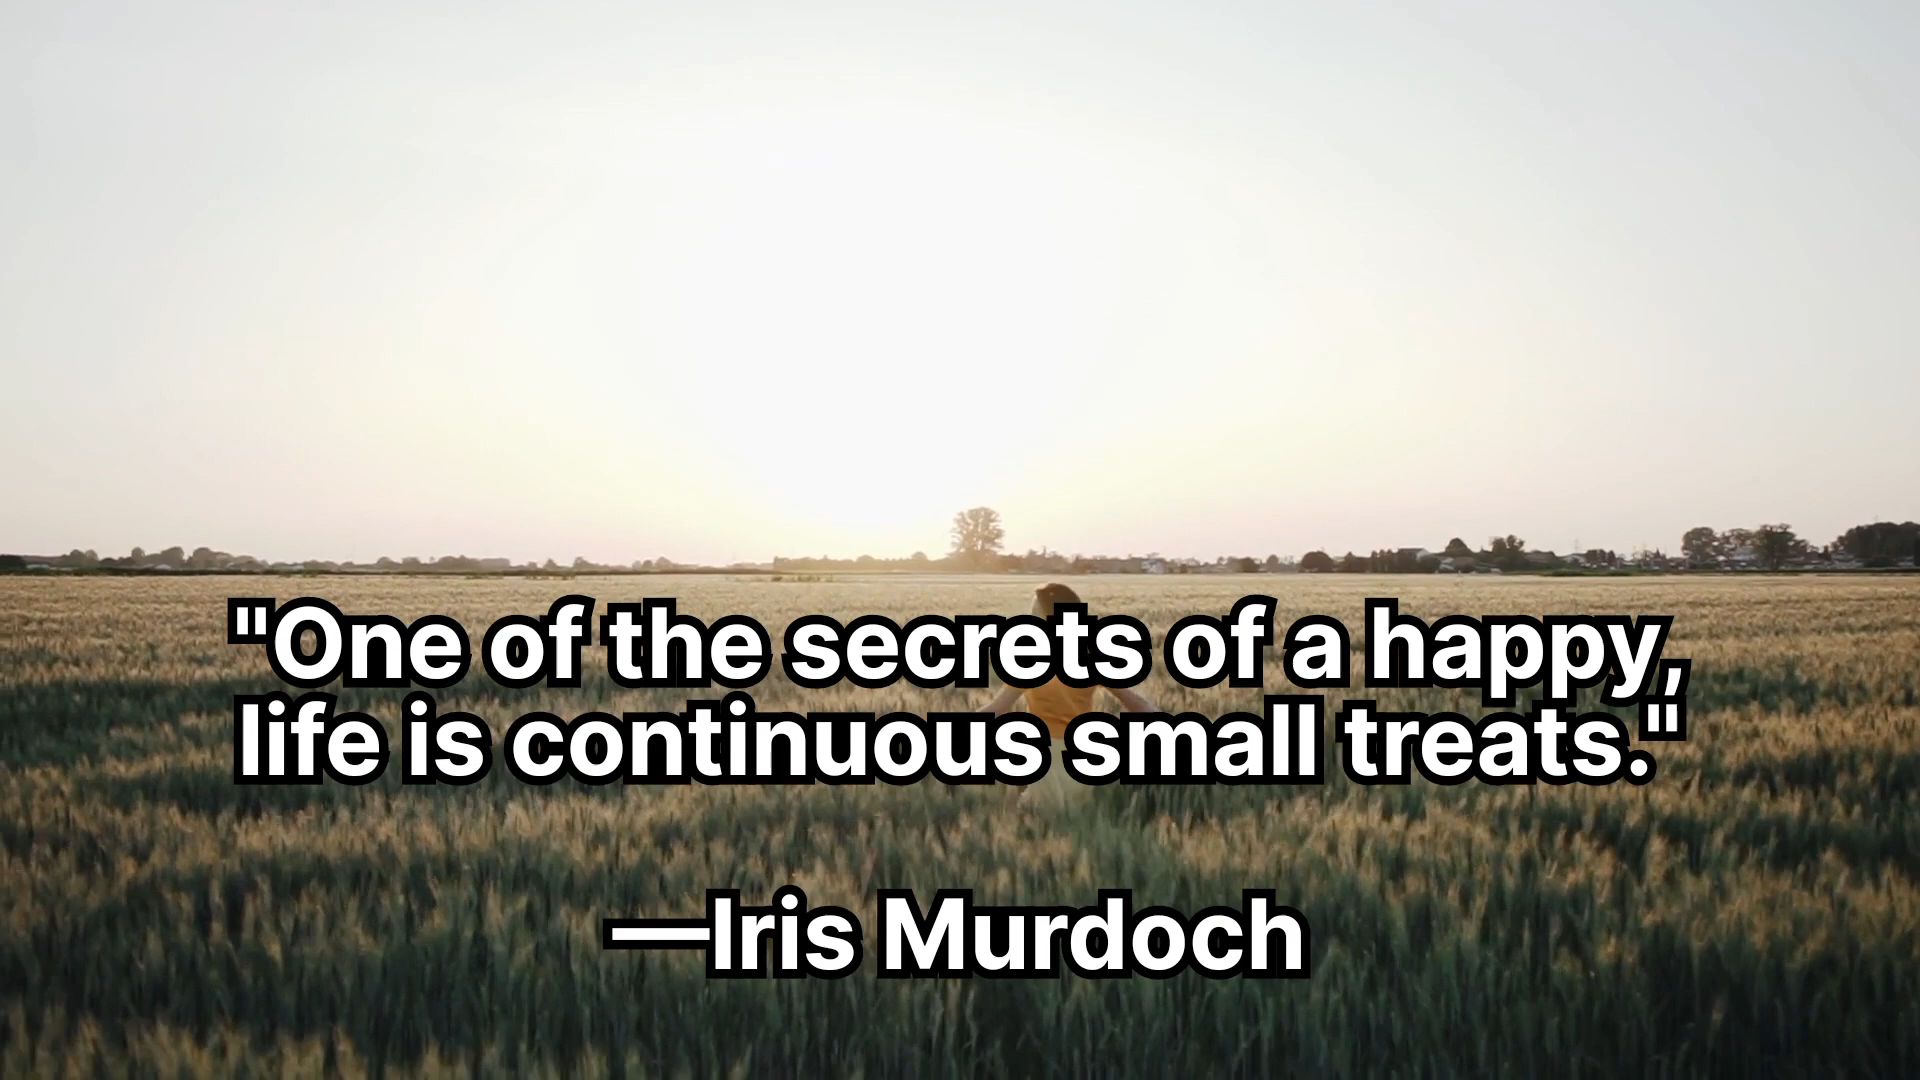 "One of the secrets of a happy,
life is continuous small treats."
—Iris Murdoch